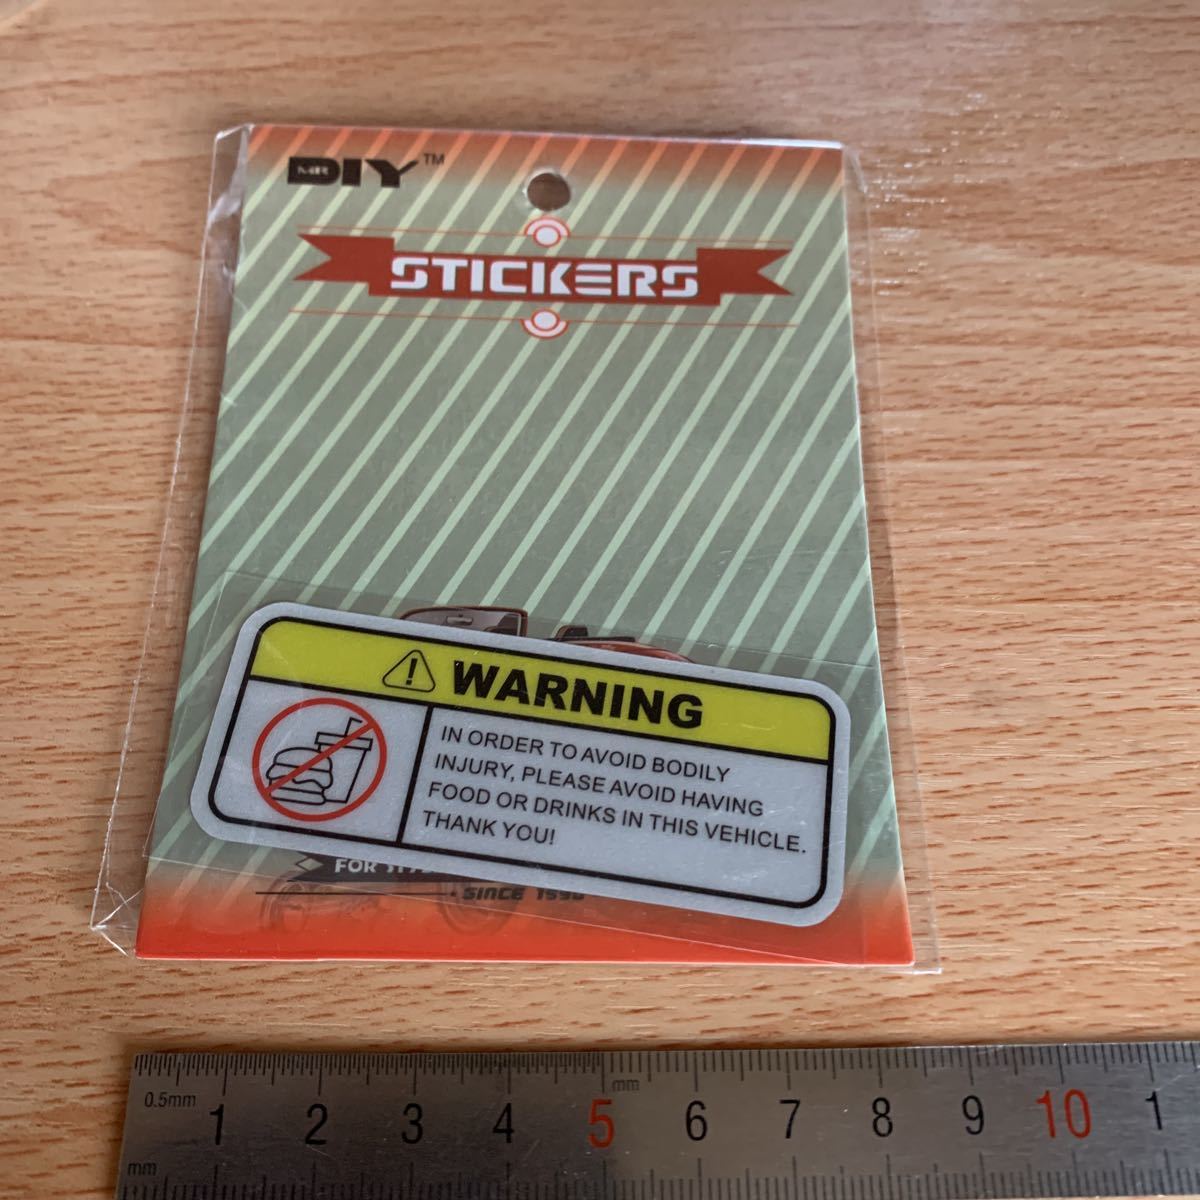 MR DIY™
STICKERS
WARNING
IN ORDER TO AVOID BODILY
INJURY, PLEASE AVOID HAVING
FOOD OR DRINKS IN THIS VEHICLE.
THANK YOU!
FOR
SINCE
0.5mm
mm
1 2 3 4 5 6 7 8 9 10 1
mm